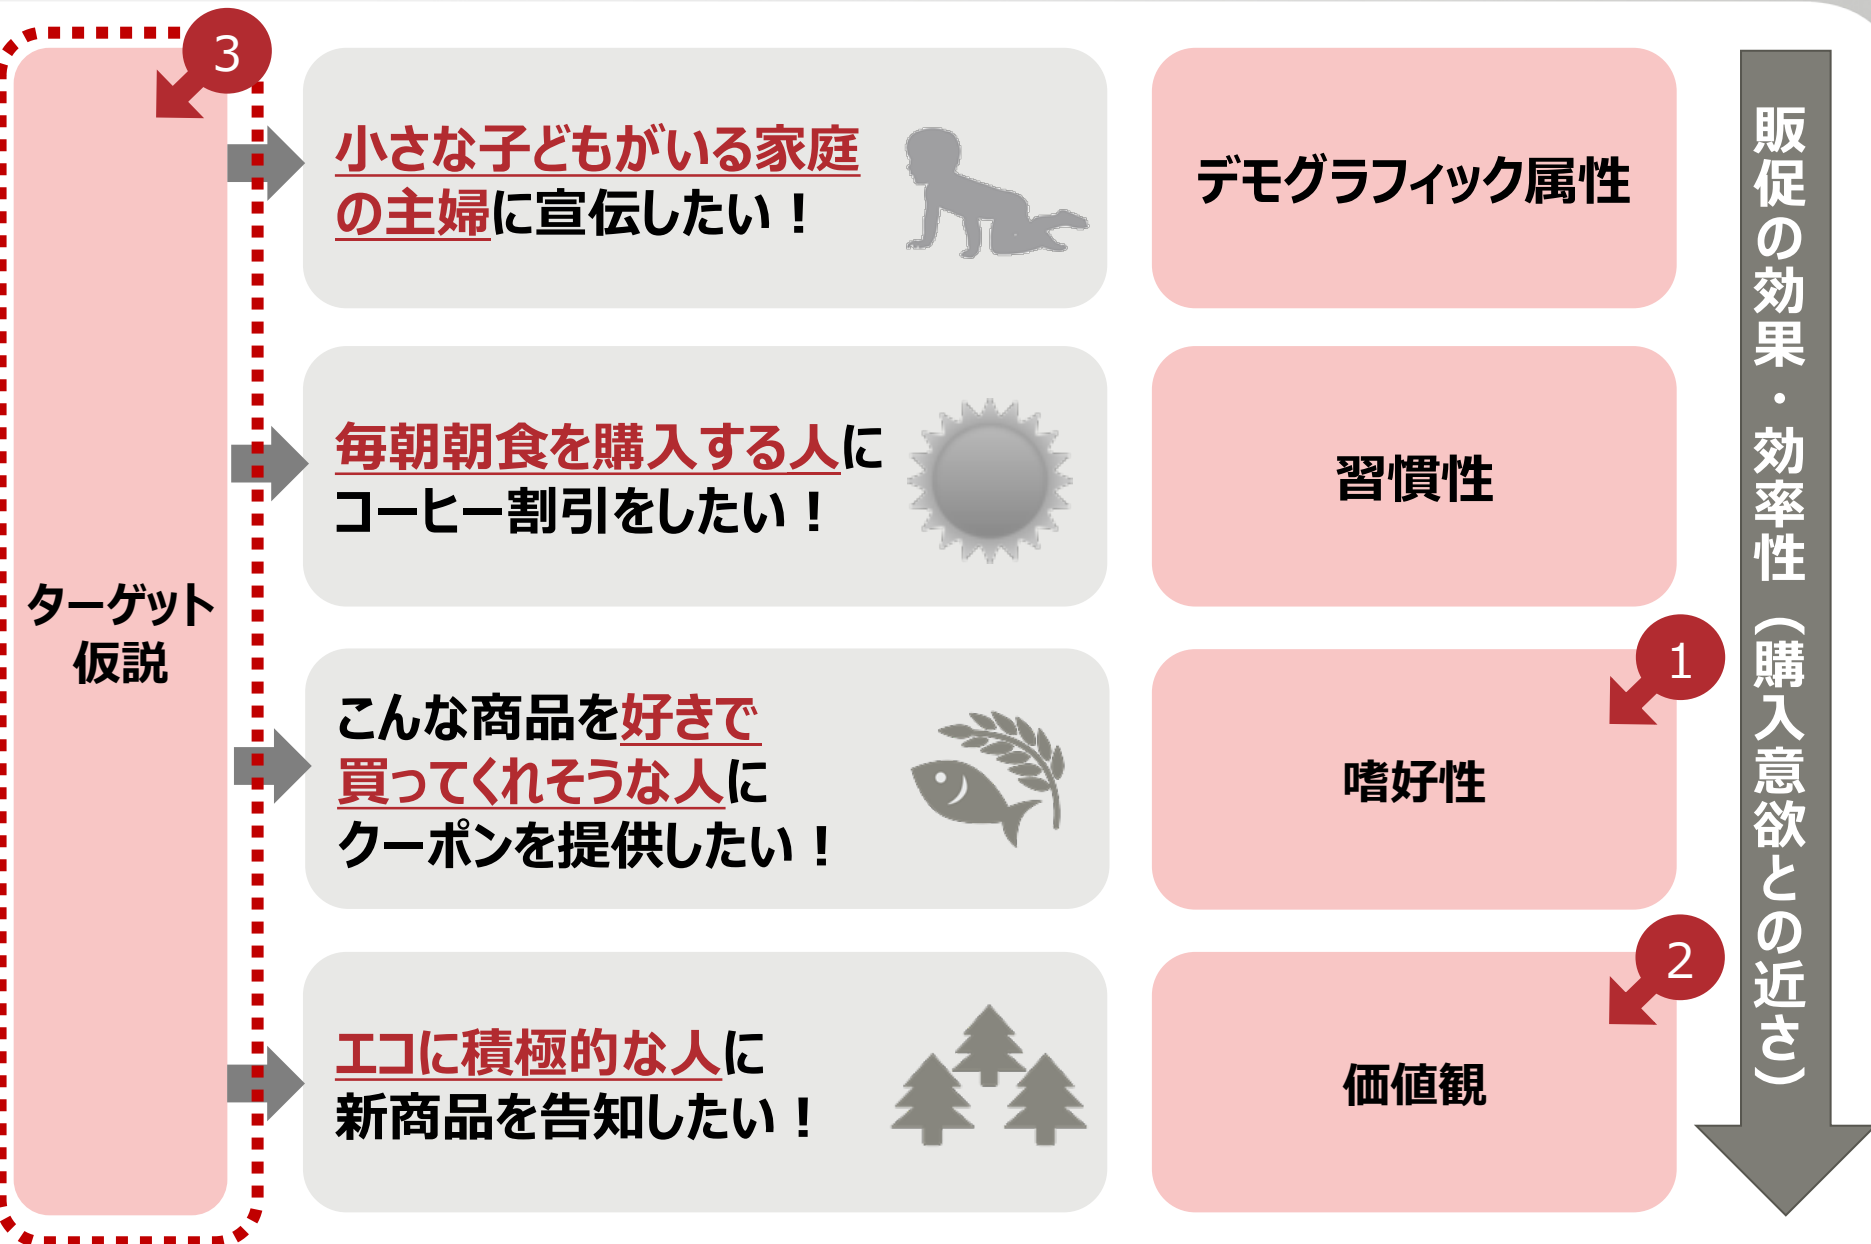 3
ターゲット
仮説
小さな子どもがいる家庭
の主婦に宣伝したい！
デモグラフィック属性
毎朝朝食を購入する人に
コーヒー割引をしたい！
習慣性
こんな商品を好きで
買ってくれそうな人に
クーポンを提供したい！
1
嗜好性
エコに積極的な人に
新商品を告知したい！
2
価値観
販促の効果・効率性（購入意欲との近さ）